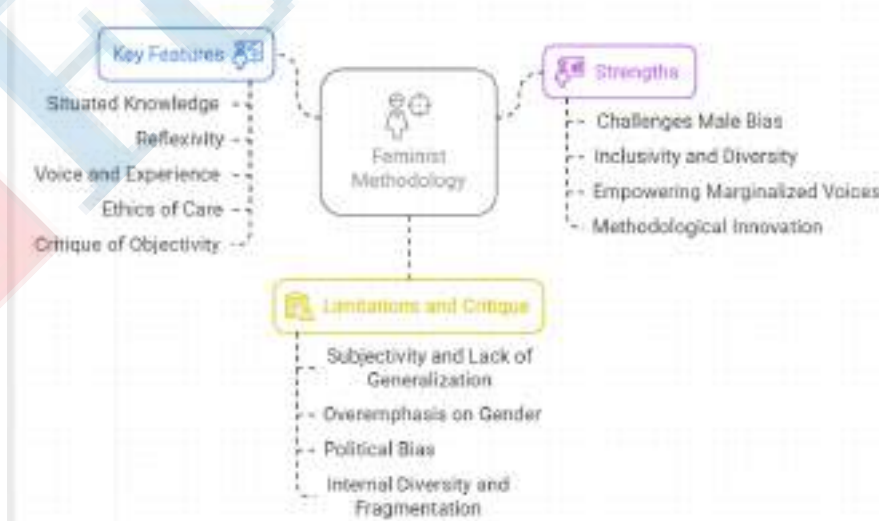 Key Features
Situated Knowledge
Reflexivity
Voice and Experience
Ethics of Care
Critique of Objectivity
Feminist
Methodology
Strengths
Challenges Male Bias
Inclusivity and Diversity
Empowering Marginalized Voices
Methodological Innovation
Limitations and Critique
Subjectivity and Lack of
Generalization
Overemphasis on Gender
Political Bias
Internal Diversity and
Fragmentation